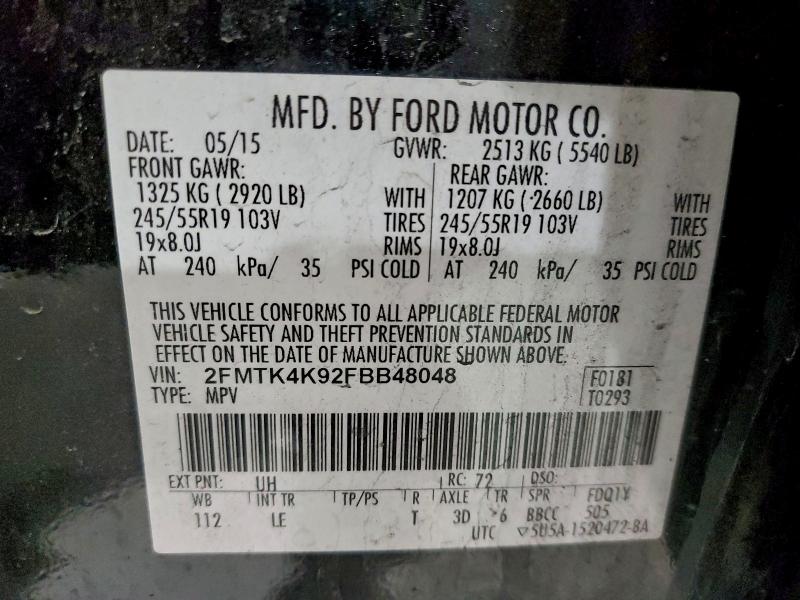 MFD. BY FORD MOTOR CO.
DATE: 05/15 GVWR: 2513 KG ( 5540 LB)
FRONT GAWR: REAR GAWR:
1325 KG ( 2920 LB) WITH 1207 KG ( 2660 LB) WITH
245/55R19 103V TIRES 245/55R19 103V TIRES
19x8.0J RIMS 19x8.0J RIMS
AT 240 kPa/ 35 PSI COLD AT 240 kPa/ 35 PSI COLD
THIS VEHICLE CONFORMS TO ALL APPLICABLE FEDERAL MOTOR
VEHICLE SAFETY AND THEFT PREVENTION STANDARDS IN
EFFECT ON THE DATE OF MANUFACTURE SHOWN ABOVE.
VIN: 2FMTK4K92FBB48048 F0181
TYPE: MPV T0293
EXT PNT: UH RC: 72 DSO:
WB INT TR TP/PS R AXLE TR SPR FDQ1Y
112 LE T 3D 6 BBCC 505
UTC ▽5U5A-1520472-BA